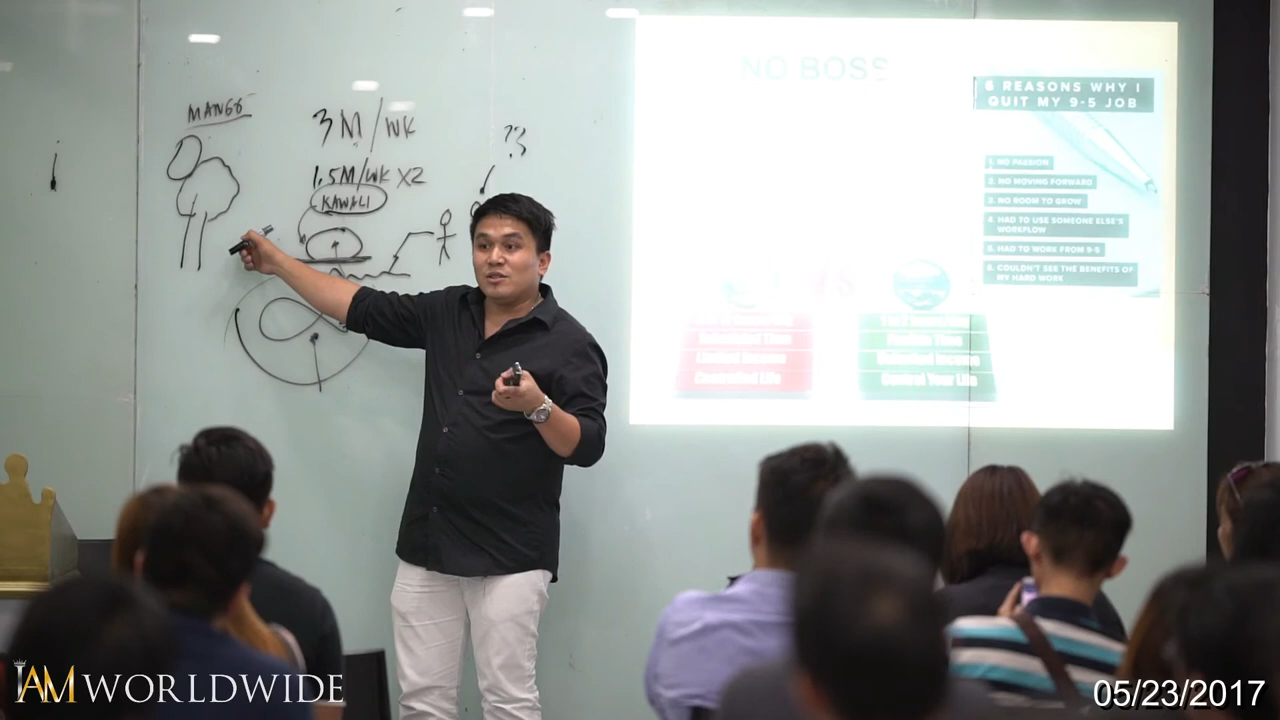 MANGO
3M/WK
1.5M/WK X2
KAWALI
??
NO BOSS
6 REASONS WHY I
QUIT MY 9-5 JOB
1. NO PASSION
2. NO MOVING FORWARD
3. NO ROOM TO GROW
4. HAD TO USE SOMEONE ELSE'S
WORKFLOW
5. HAD TO WORK FROM 9-5
6. COULDN'T SEE THE BENEFITS OF
MY HARD WORK
Limited Income
Controlled Life
Flexible Time
Unlimited Income
Control Your Life
IAM WORLDWIDE
05/23/2017